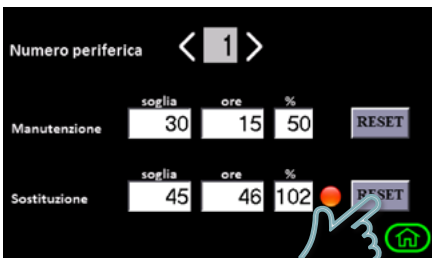 Numero periferica < 1 >
soglia ore %
Manutenzione 30 15 50 RESET
soglia ore %
Sostituzione 45 46 102 RESET